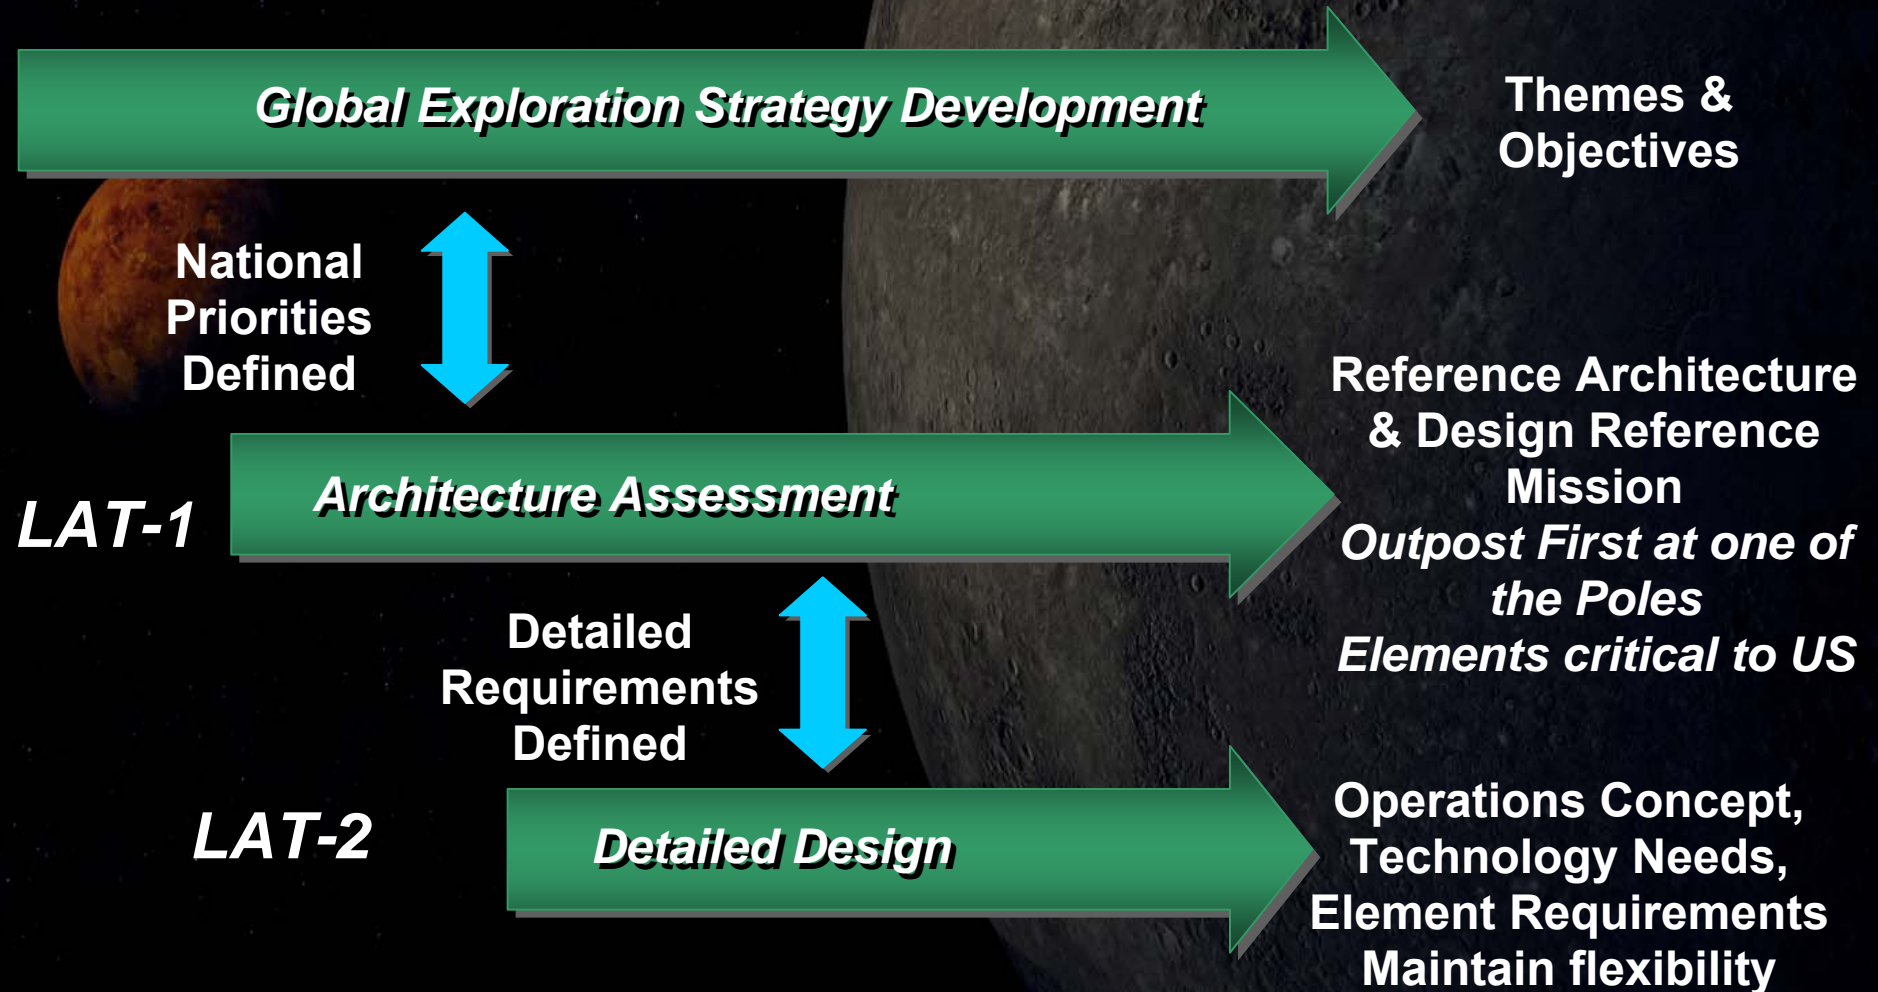 Global Exploration Strategy Development
Themes &
Objectives
National
Priorities
Defined
LAT-1
Architecture Assessment
Reference Architecture
& Design Reference
Mission
Outpost First at one of
the Poles
Elements critical to US
Detailed
Requirements
Defined
LAT-2
Detailed Design
Operations Concept,
Technology Needs,
Element Requirements
Maintain flexibility